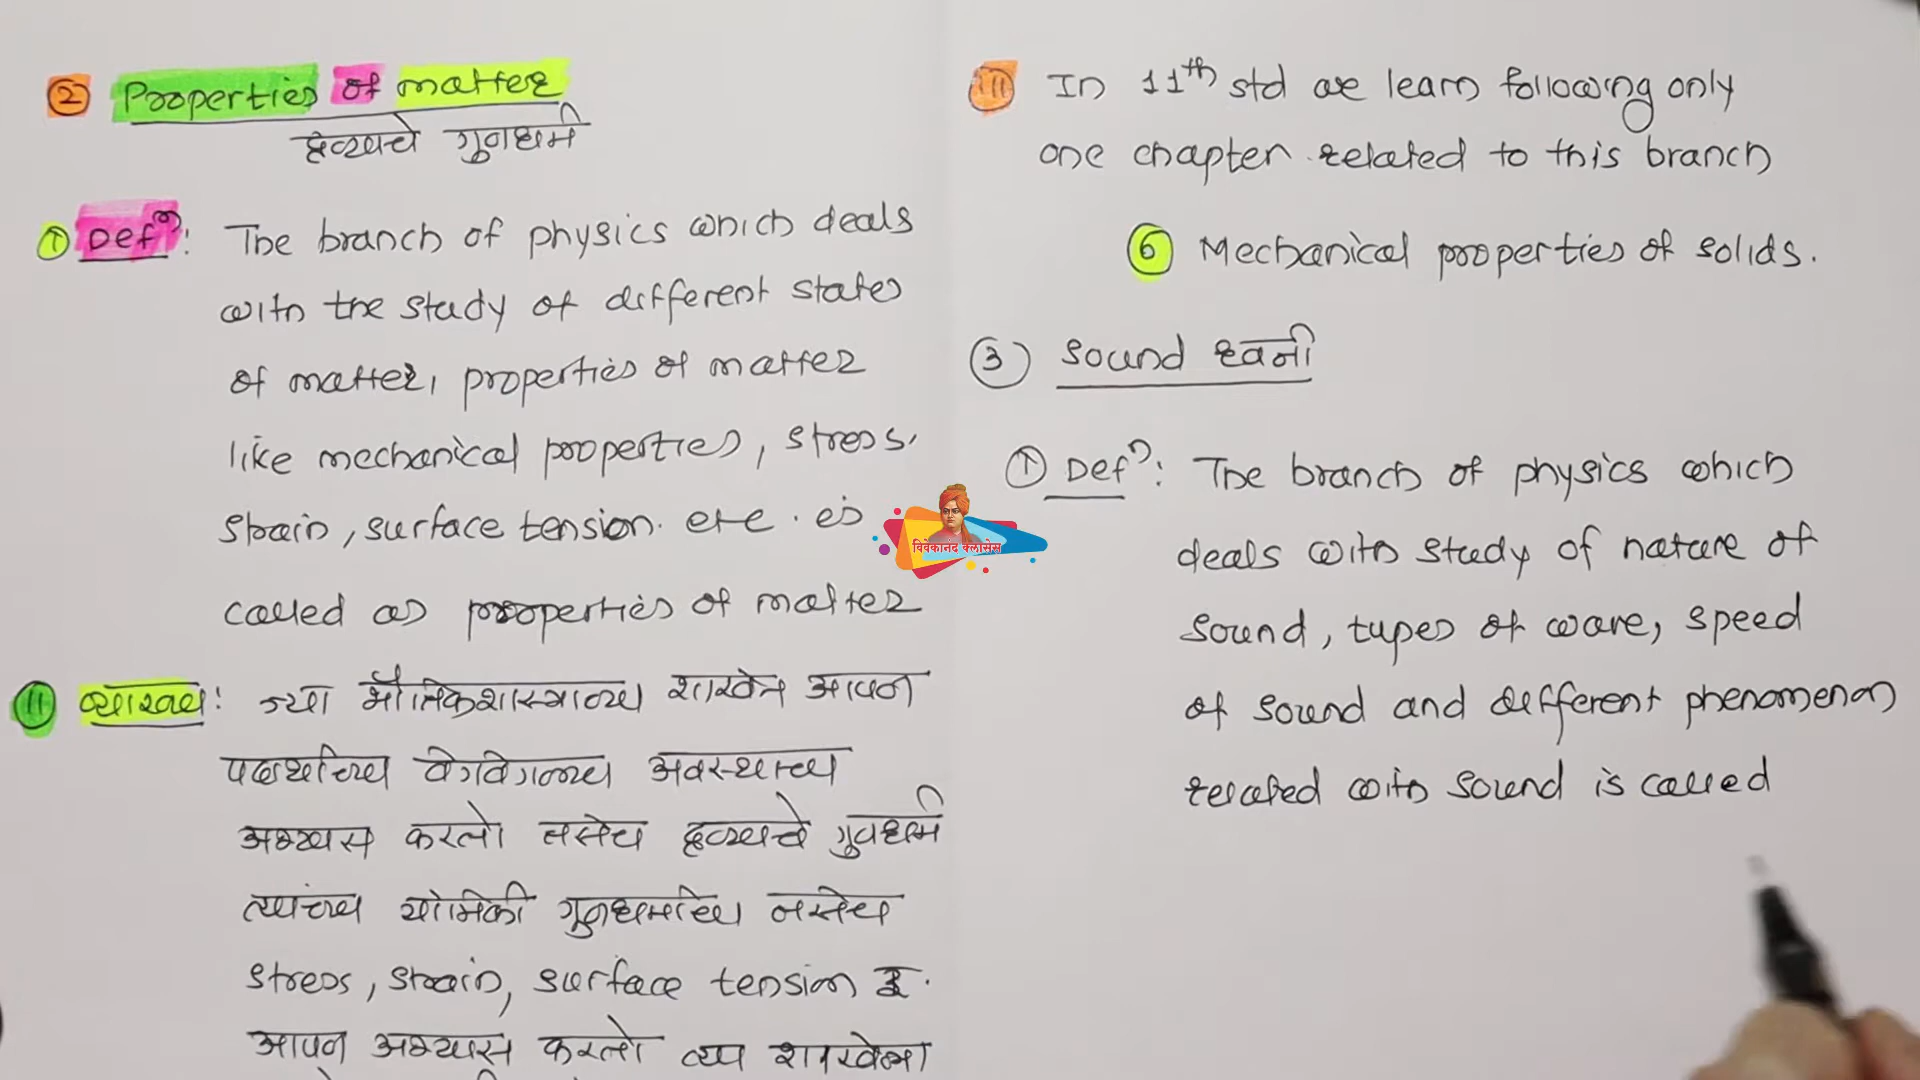 ② Properties of matter
द्रव्याचे गुणधर्म
① Defⁿ: The branch of physics which deals
with the study of different states
of matter, properties of matter
like mechanical properties, stress,
strain, surface tension. etc. is
called as properties of matter
II व्याख्या: ज्या भौतिकशास्त्राच्या शाखेत आपण
पदार्थाच्या वेगवेगळ्या अवस्थाच्या
अभ्यास करतो तसेच द्रव्याचे गुणधर्म
त्यांच्या यांत्रिकी गुणधर्माचा तसेच
stress, strain, surface tension इ.
आपण अभ्यास करतो त्या शाखेला
III In 11th std we learn following only
one chapter related to this branch
⑥ Mechanical properties of solids.
③ Sound ध्वनी
① Defⁿ: The branch of physics which
deals with study of nature of
sound, types of wave, speed
of sound and different phenomenon
related with sound is called
विवेकानंद क्लासेस